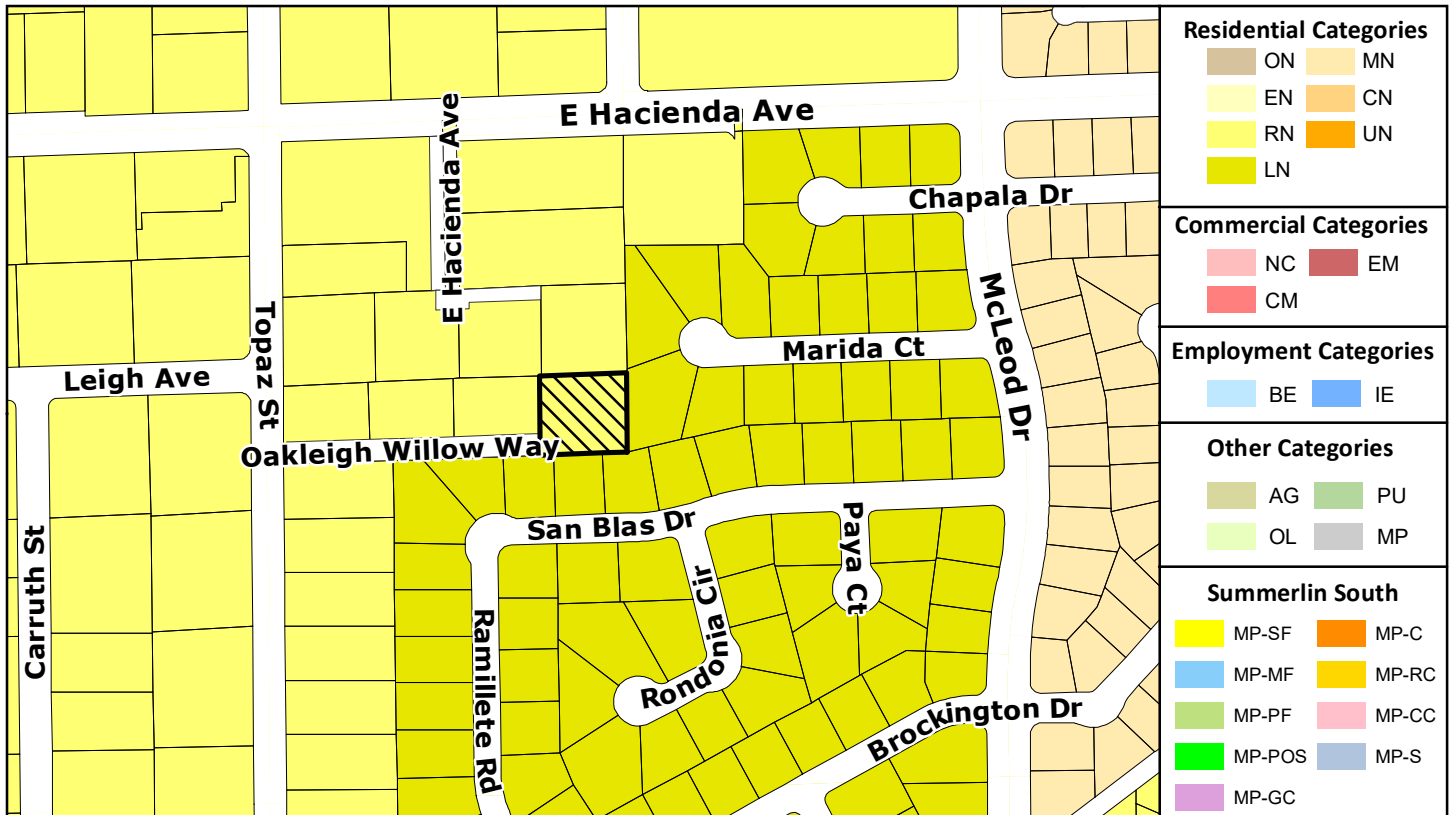 E Hacienda Ave
E Hacienda Ave
Chapala Dr
McLeod Dr
Topaz St
Marida Ct
Leigh Ave
Oakleigh Willow Way
San Blas Dr
Paya Ct
Carruth St
Ramillete Rd
Rondonia Cir
Brockington Dr
Residential Categories
ON MN
EN CN
RN UN
LN
Commercial Categories
NC EM
CM
Employment Categories
BE IE
Other Categories
AG PU
OL MP
Summerlin South
MP-SF MP-C
MP-MF MP-RC
MP-PF MP-CC
MP-POS MP-S
MP-GC